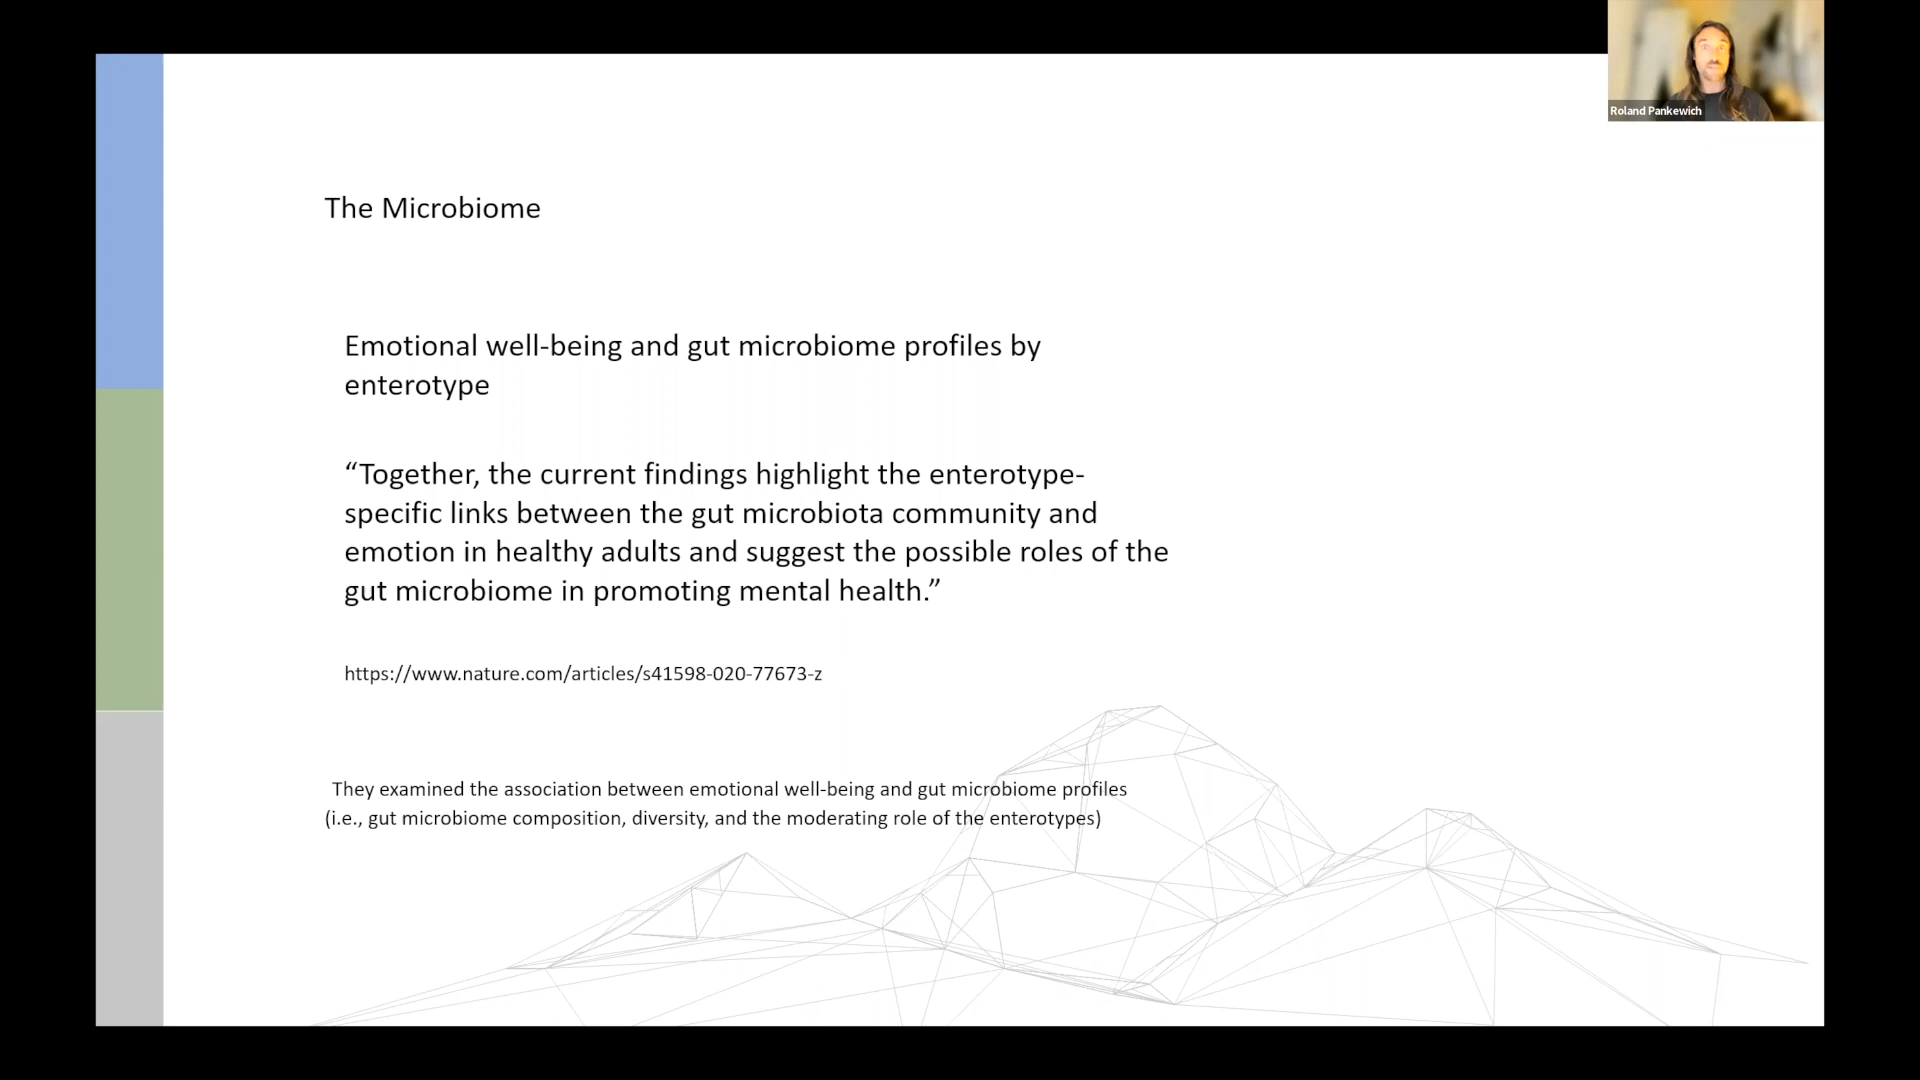 Roland Pankewich
The Microbiome
Emotional well-being and gut microbiome profiles by
enterotype
“Together, the current findings highlight the enterotype-
specific links between the gut microbiota community and
emotion in healthy adults and suggest the possible roles of the
gut microbiome in promoting mental health.”
https://www.nature.com/articles/s41598-020-77673-z
They examined the association between emotional well-being and gut microbiome profiles
(i.e., gut microbiome composition, diversity, and the moderating role of the enterotypes)